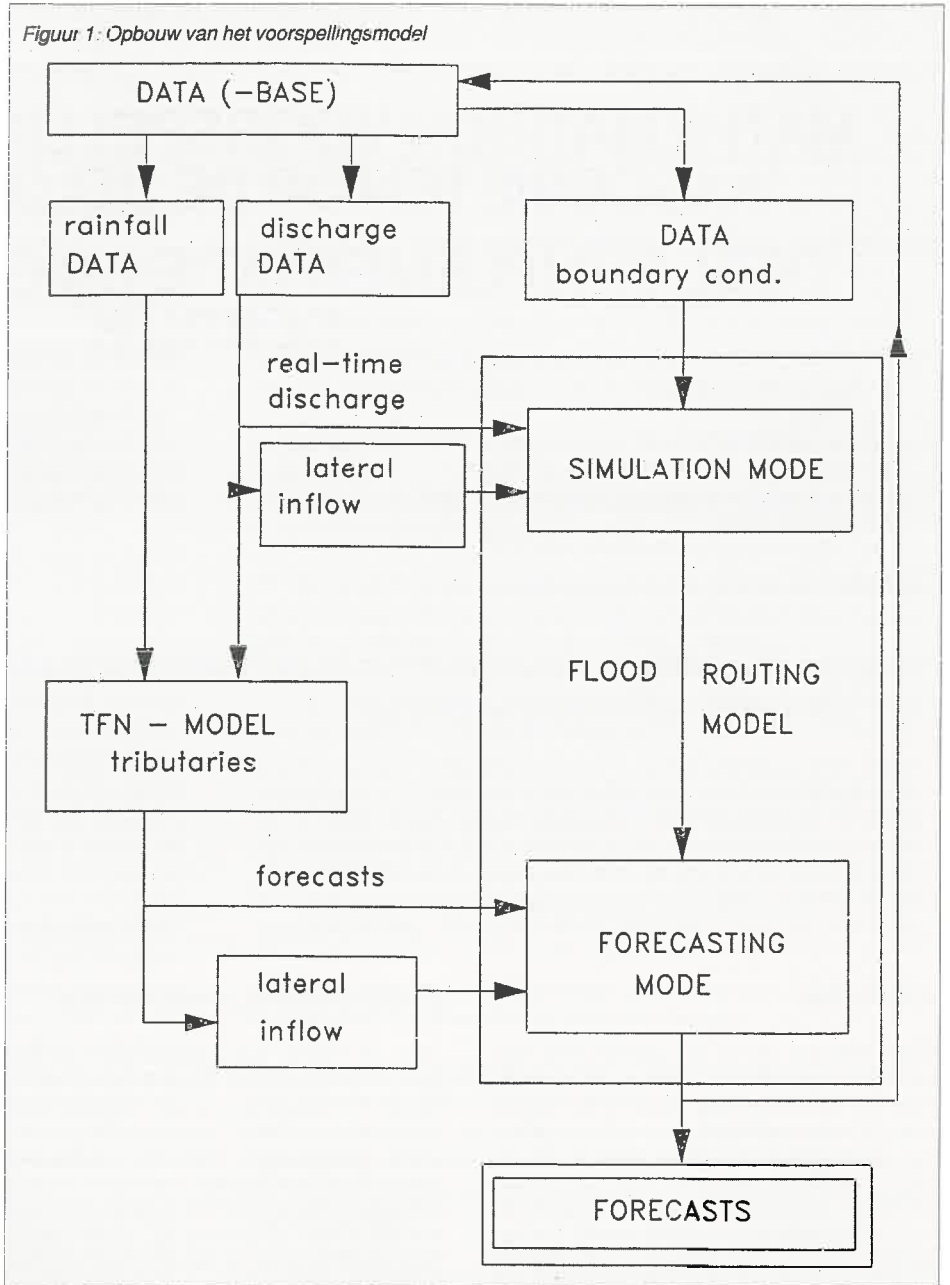 Figuur 1: Opbouw van het voorspellingsmodel
DATA (-BASE)
rainfall
DATA
discharge
DATA
DATA
boundary cond.
real-time
discharge
lateral
inflow
SIMULATION MODE
FLOOD ROUTING
MODEL
TFN - MODEL
tributaries
forecasts
lateral
inflow
FORECASTING
MODE
FORECASTS